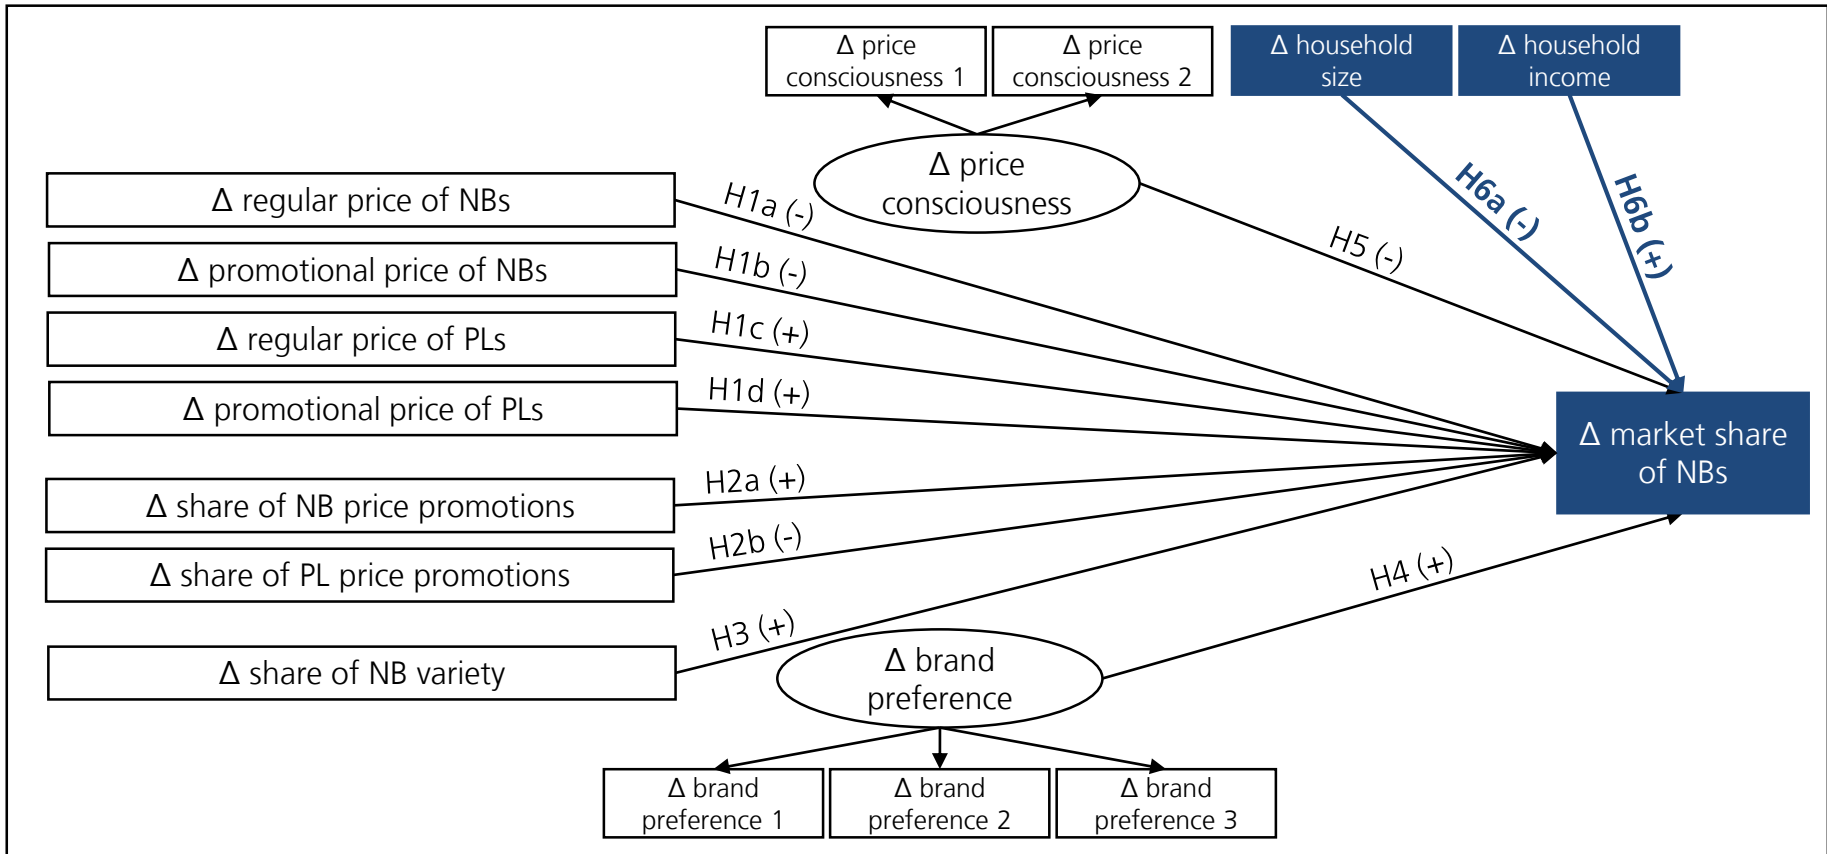 Δ price
consciousness 1
Δ price
consciousness 2
Δ household
size
Δ household
income
Δ price
consciousness
Δ regular price of NBs
H1a (-)
Δ promotional price of NBs
H1b (-)
Δ regular price of PLs
H1c (+)
Δ promotional price of PLs
H1d (+)
H5 (-)
H6a (-)
H6b (+)
Δ market share
of NBs
Δ share of NB price promotions
H2a (+)
Δ share of PL price promotions
H2b (-)
Δ share of NB variety
H3 (+)
H4 (+)
Δ brand
preference
Δ brand
preference 1
Δ brand
preference 2
Δ brand
preference 3